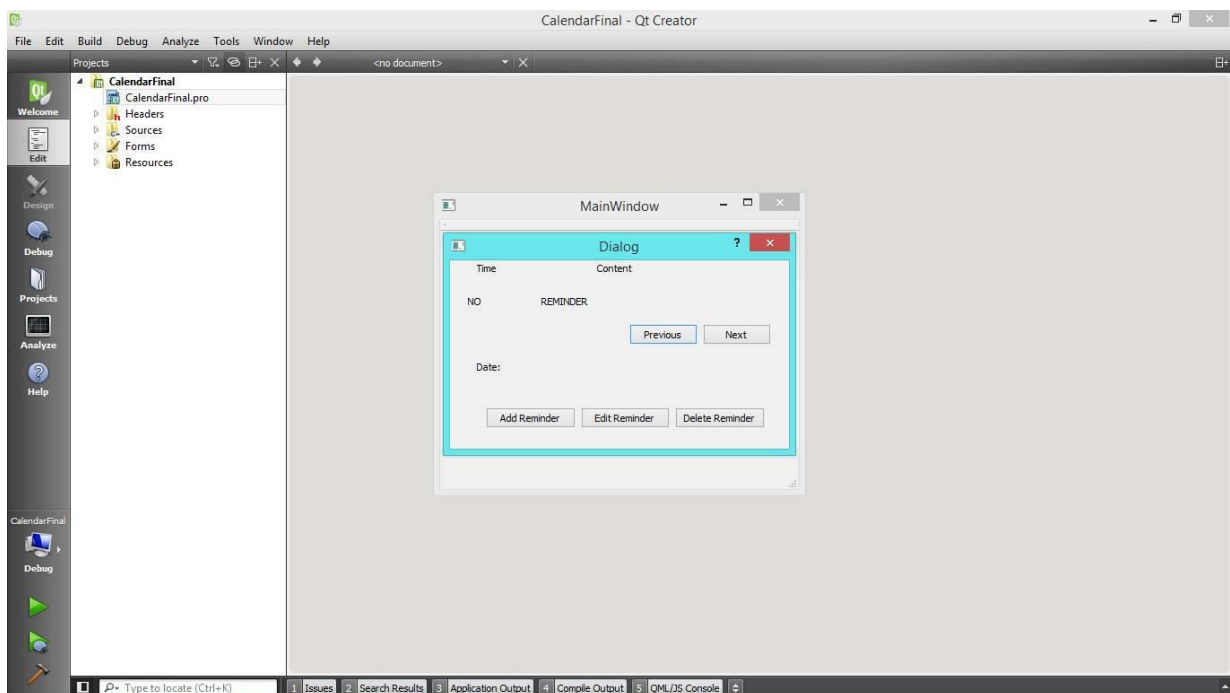 CalendarFinal - Qt Creator
File Edit Build Debug Analyze Tools Window Help
Projects <no document>
Welcome
Edit
Design
Debug
Projects
Analyze
Help
CalendarFinal
Debug
CalendarFinal
CalendarFinal.pro
Headers
Sources
Forms
Resources
MainWindow
Dialog ?
Time Content
NO REMINDER
Previous Next
Date:
Add Reminder Edit Reminder Delete Reminder
Type to locate (Ctrl+K) 1 Issues 2 Search Results 3 Application Output 4 Compile Output 5 QML/JS Console